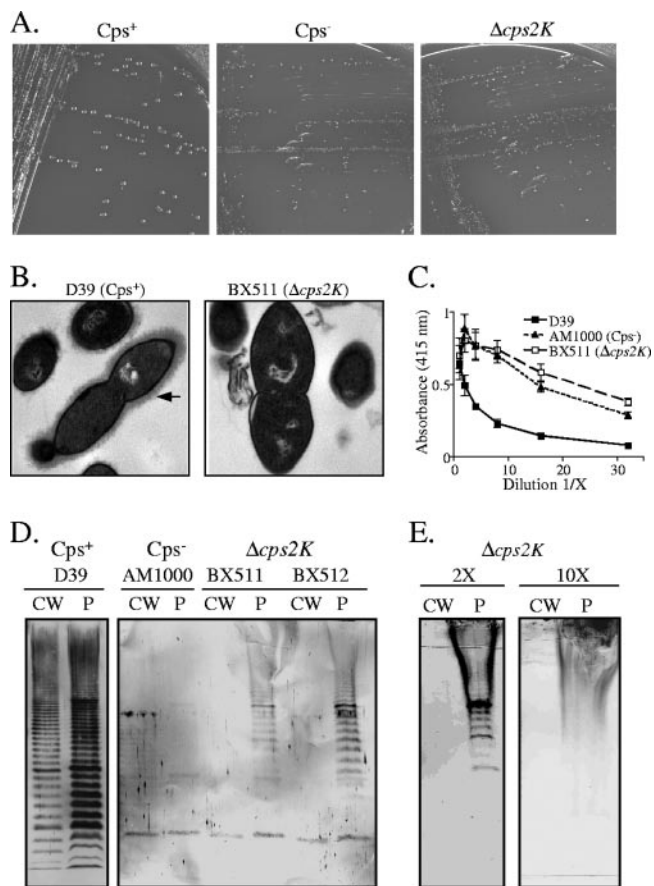 A.
Cps+
Cps-
Δcps2K
B.
D39 (Cps+)
BX511 (Δcps2K)
C.
Absorbance (415 nm)
1
0.5
0
D39
AM1000 (Cps-)
BX511 (Δcps2K)
0 10 20 30
Dilution 1/X
D.
Cps+
D39
Cps-
AM1000
Δcps2K
BX511 BX512
CW P
CW P CW P CW P
E.
Δcps2K
2X 10X
CW P CW P